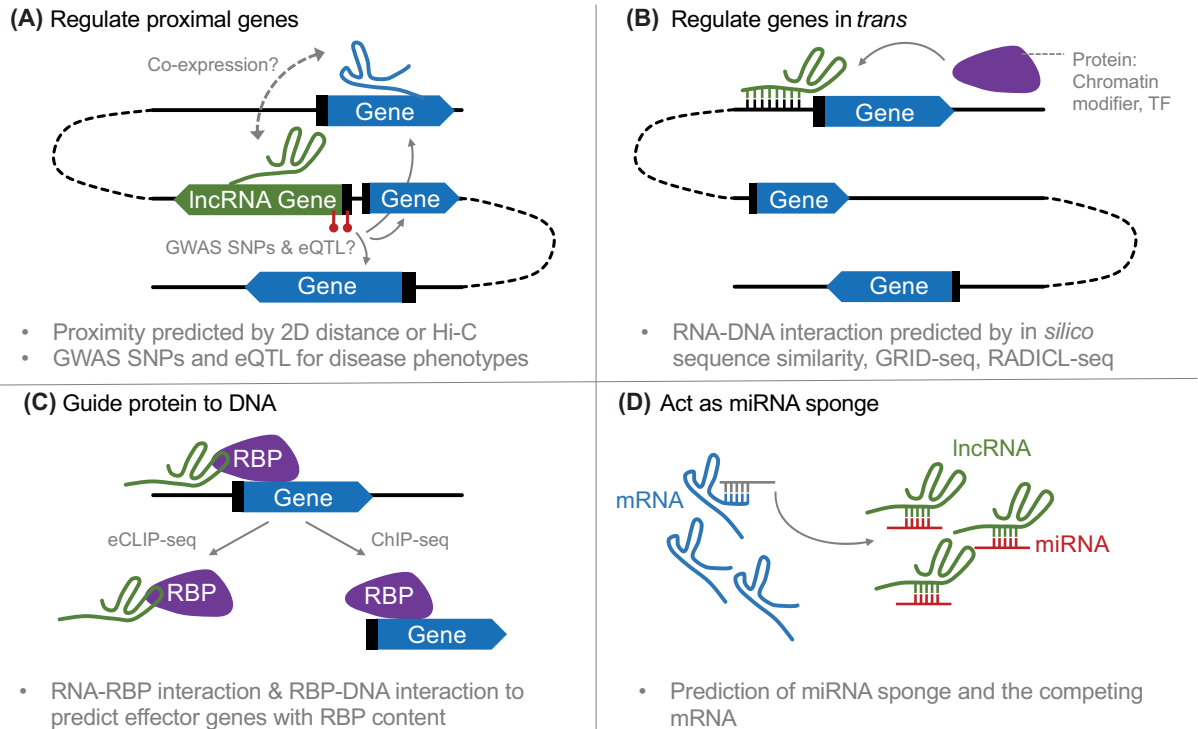 (A) Regulate proximal genes
Co-expression?
Gene
lncRNA Gene
Gene
GWAS SNPs & eQTL?
Gene
• Proximity predicted by 2D distance or Hi-C
• GWAS SNPs and eQTL for disease phenotypes
(B) Regulate genes in trans
Protein:
Chromatin
modifier, TF
Gene
Gene
Gene
• RNA-DNA interaction predicted by in silico
sequence similarity, GRID-seq, RADICL-seq
(C) Guide protein to DNA
RBP
Gene
eCLIP-seq
ChIP-seq
RBP
RBP
Gene
• RNA-RBP interaction & RBP-DNA interaction to
predict effector genes with RBP content
(D) Act as miRNA sponge
lncRNA
mRNA
miRNA
• Prediction of miRNA sponge and the competing
mRNA